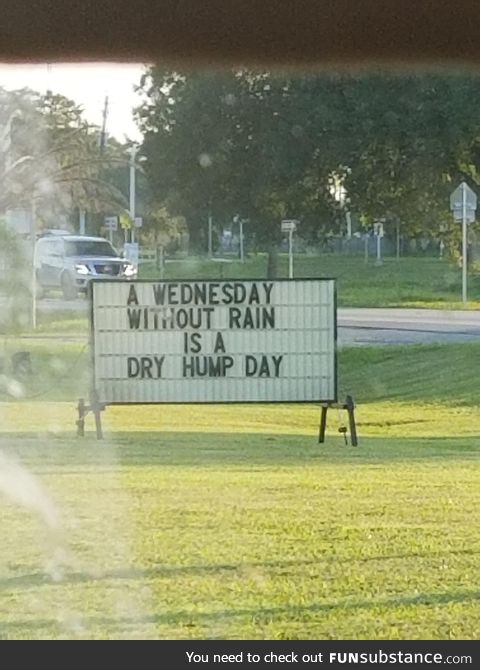 A WEDNESDAY
WITHOUT RAIN
IS A
DRY HUMP DAY
You need to check out FUNsubstance.com